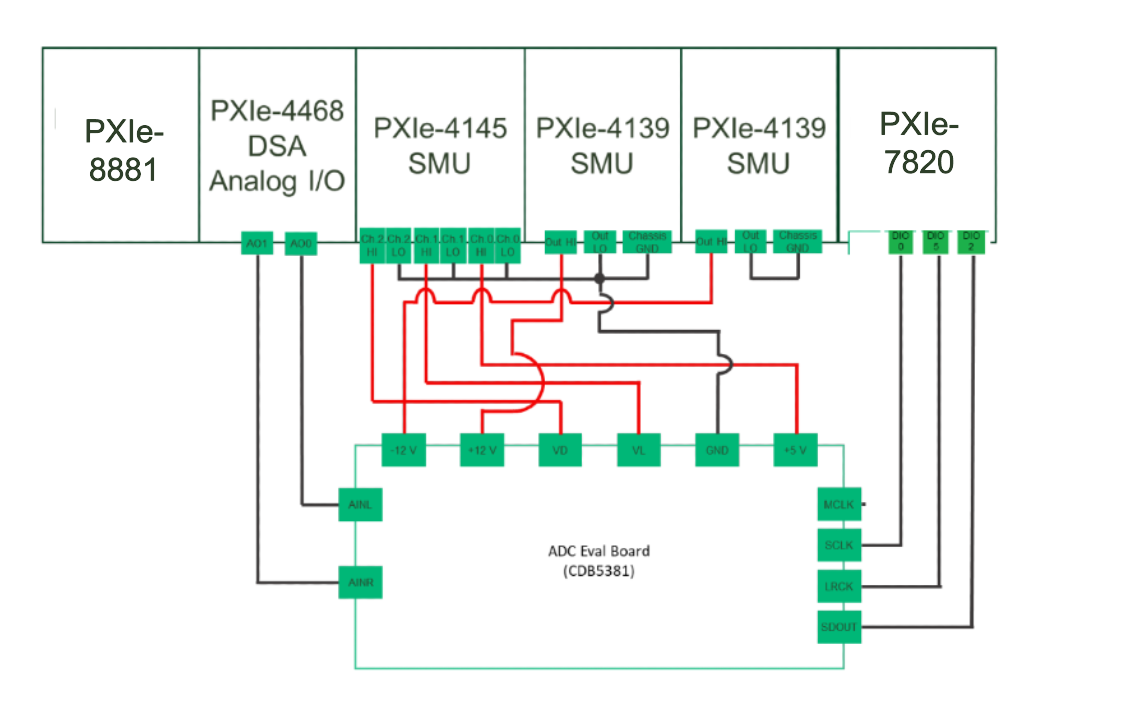 PXIe-
8881
PXIe-4468
DSA
Analog I/O
PXIe-4145
SMU
PXIe-4139
SMU
PXIe-4139
SMU
PXIe-
7820
AO1
AO0
Ch 2
HI
Ch 2
LO
Ch 1
HI
Ch 1
LO
Ch 0
HI
Ch 0
LO
Out HI
Out
LO
Chassis
GND
Out HI
Out
LO
Chassis
GND
DIO
0
DIO
5
DIO
2
-12 V
+12 V
VD
VL
GND
+5 V
AINL
AINR
ADC Eval Board
(CDB5381)
MCLK
SCLK
LRCK
SDOUT